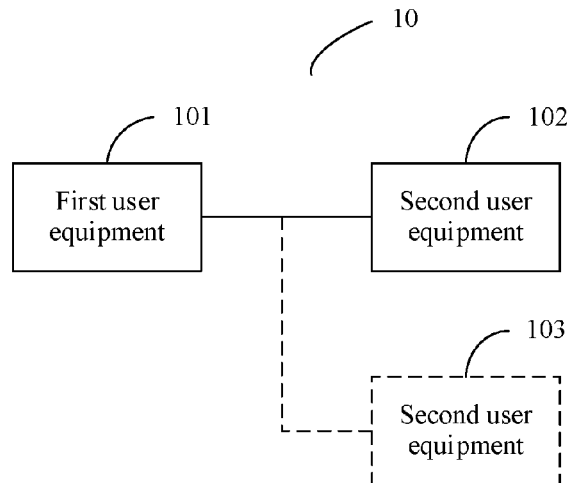 10
101
102
First user
equipment
Second user
equipment
103
Second user
equipment